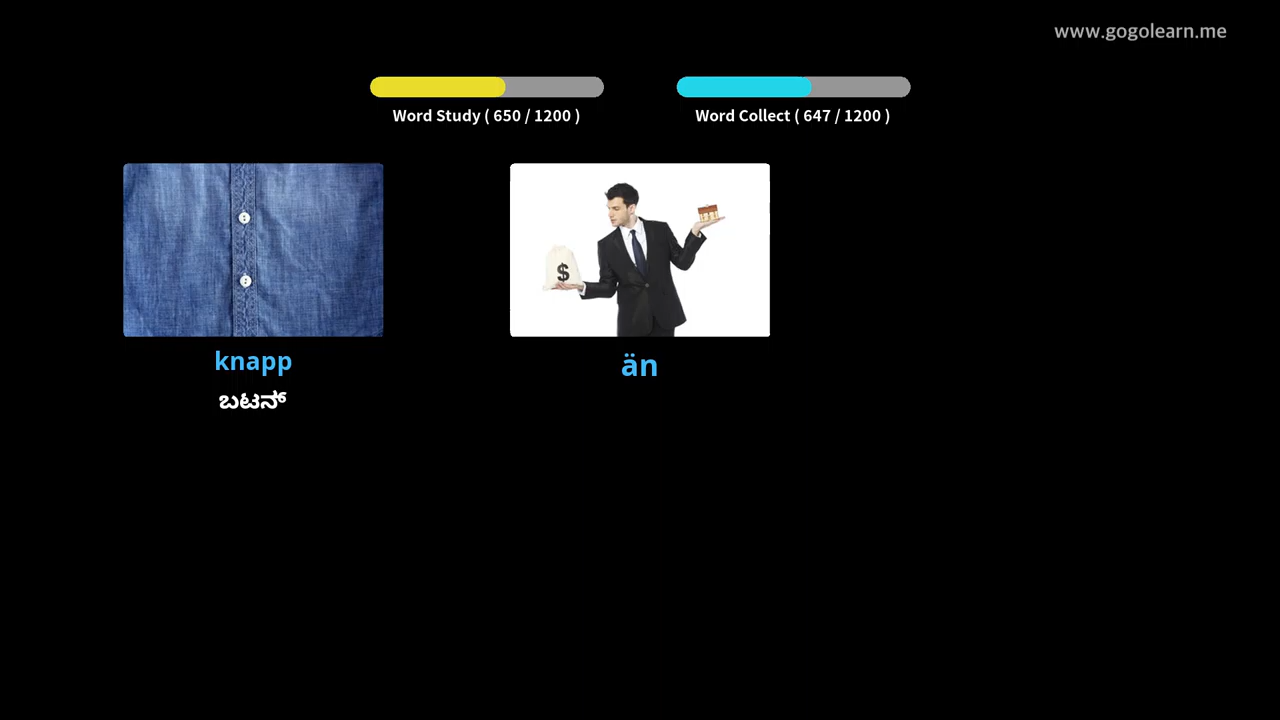 www.gogolearn.me
Word Study ( 650 / 1200 )
Word Collect ( 647 / 1200 )
$
knapp
än
ಬಟನ್